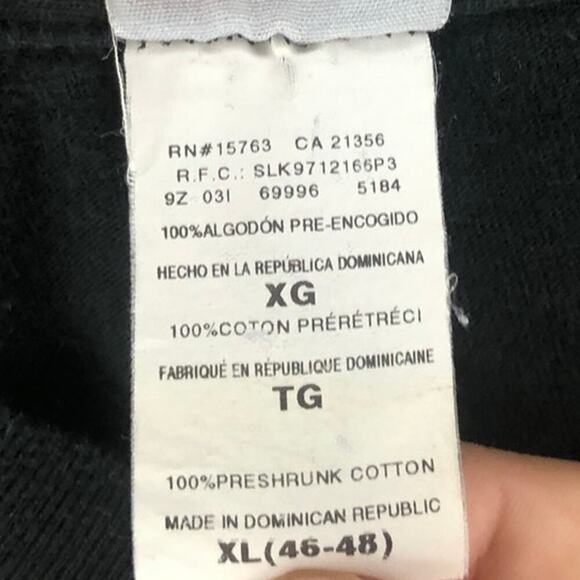 RN#15763 CA 21356
R.F.C.: SLK9712166P3
9Z 03I 69996 5184
100%ALGODÓN PRE-ENCOGIDO
HECHO EN LA REPÚBLICA DOMINICANA
XG
100%COTON PRÉRÉTRÉCI
FABRIQUÉ EN RÉPUBLIQUE DOMINICAINE
TG
100%PRESHRUNK COTTON
MADE IN DOMINICAN REPUBLIC
XL(46-48)